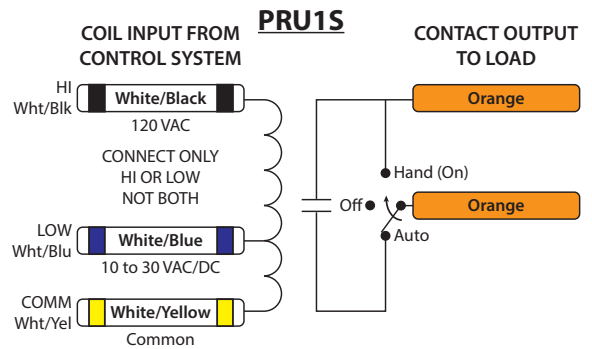 PRU1S
COIL INPUT FROM
CONTROL SYSTEM
CONTACT OUTPUT
TO LOAD
HI
Wht/Blk
White/Black
120 VAC
CONNECT ONLY
HI OR LOW
NOT BOTH
LOW
Wht/Blu
White/Blue
10 to 30 VAC/DC
COMM
Wht/Yel
White/Yellow
Common
Orange
Hand (On)
Off
Orange
Auto